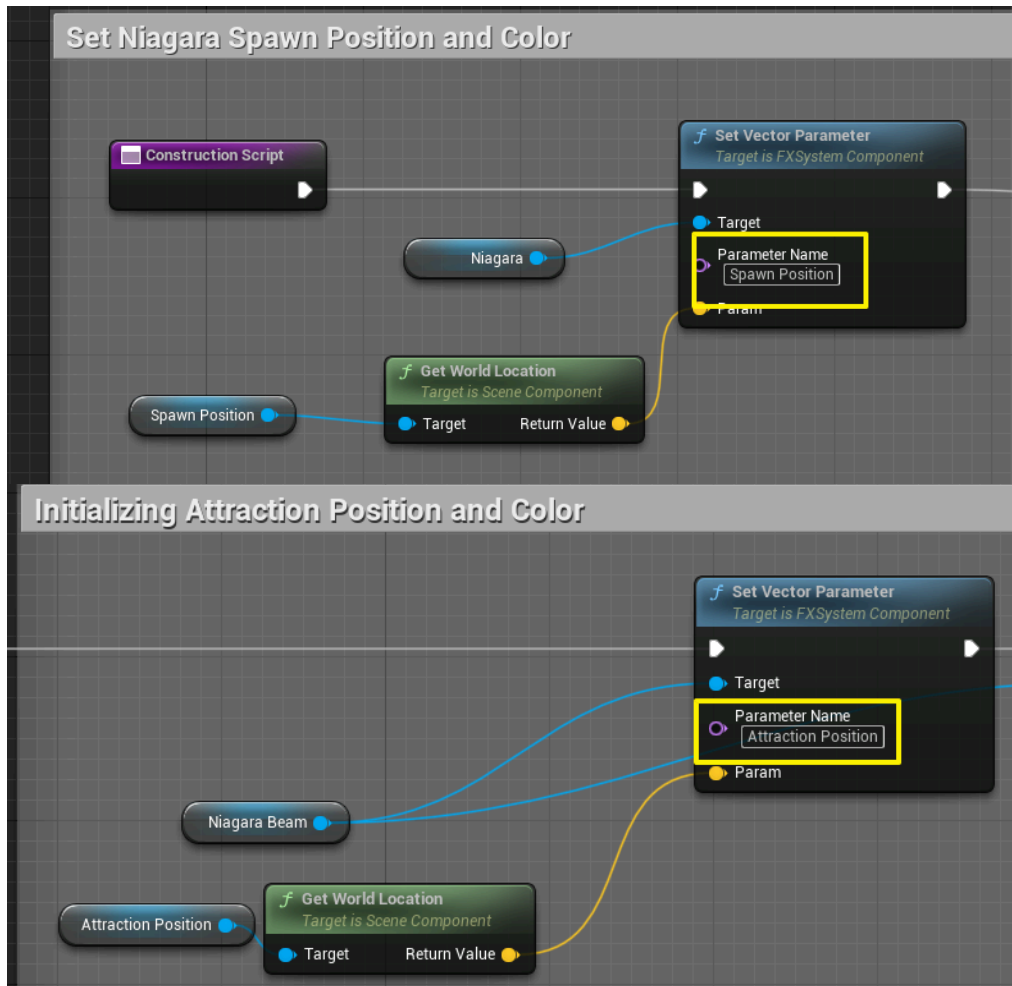 Set Niagara Spawn Position and Color
Construction Script
f Set Vector Parameter
Target is FXSystem Component
Target
Niagara
Parameter Name
Spawn Position
Param
f Get World Location
Target is Scene Component
Spawn Position
Target Return Value
Initializing Attraction Position and Color
f Set Vector Parameter
Target is FXSystem Component
Target
Parameter Name
Attraction Position
Param
Niagara Beam
f Get World Location
Target is Scene Component
Attraction Position
Target Return Value